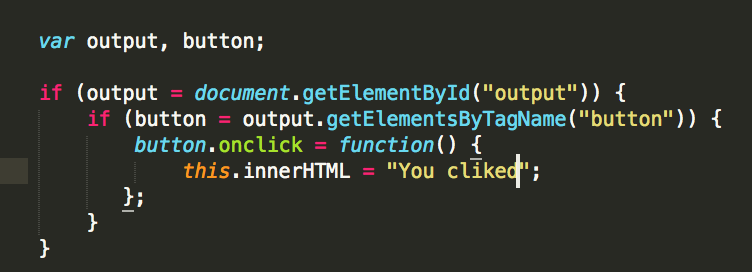 var output, button;
if (output = document.getElementById("output")) {
if (button = output.getElementsByTagName("button")) {
button.onclick = function() {
this.innerHTML = "You cliked";
};
}
}